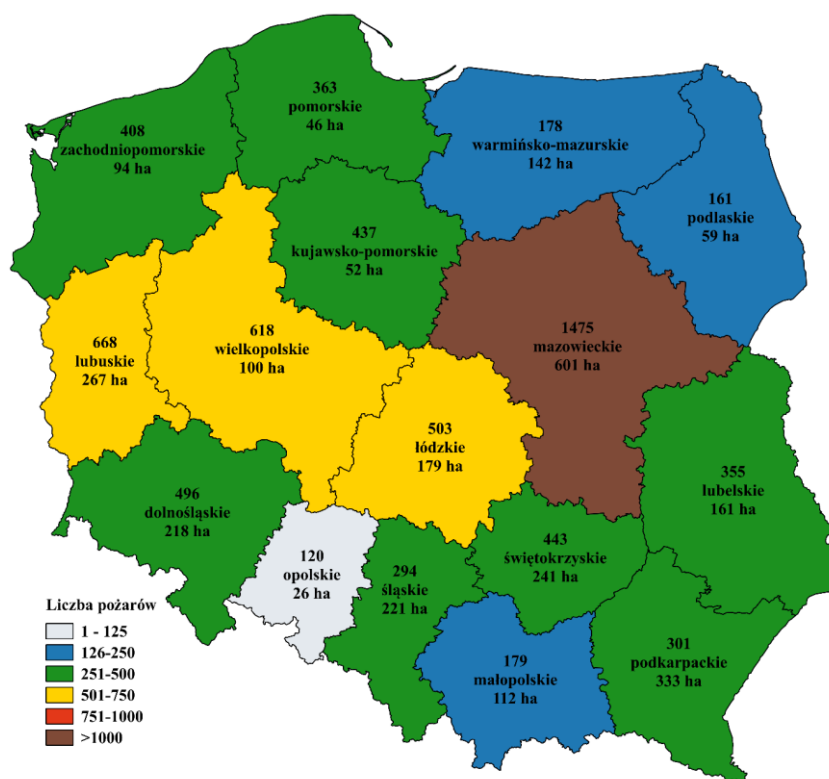 363
pomorskie
46 ha
408
zachodniopomorskie
94 ha
178
warmińsko-mazurskie
142 ha
161
podlaskie
59 ha
437
kujawsko-pomorskie
52 ha
668
lubuskie
267 ha
618
wielkopolskie
100 ha
1475
mazowieckie
601 ha
503
łódzkie
179 ha
355
lubelskie
161 ha
496
dolnośląskie
218 ha
120
opolskie
26 ha
294
śląskie
221 ha
443
świętokrzyskie
241 ha
179
małopolskie
112 ha
301
podkarpackie
333 ha
Liczba pożarów
1 - 125
126-250
251-500
501-750
751-1000
>1000